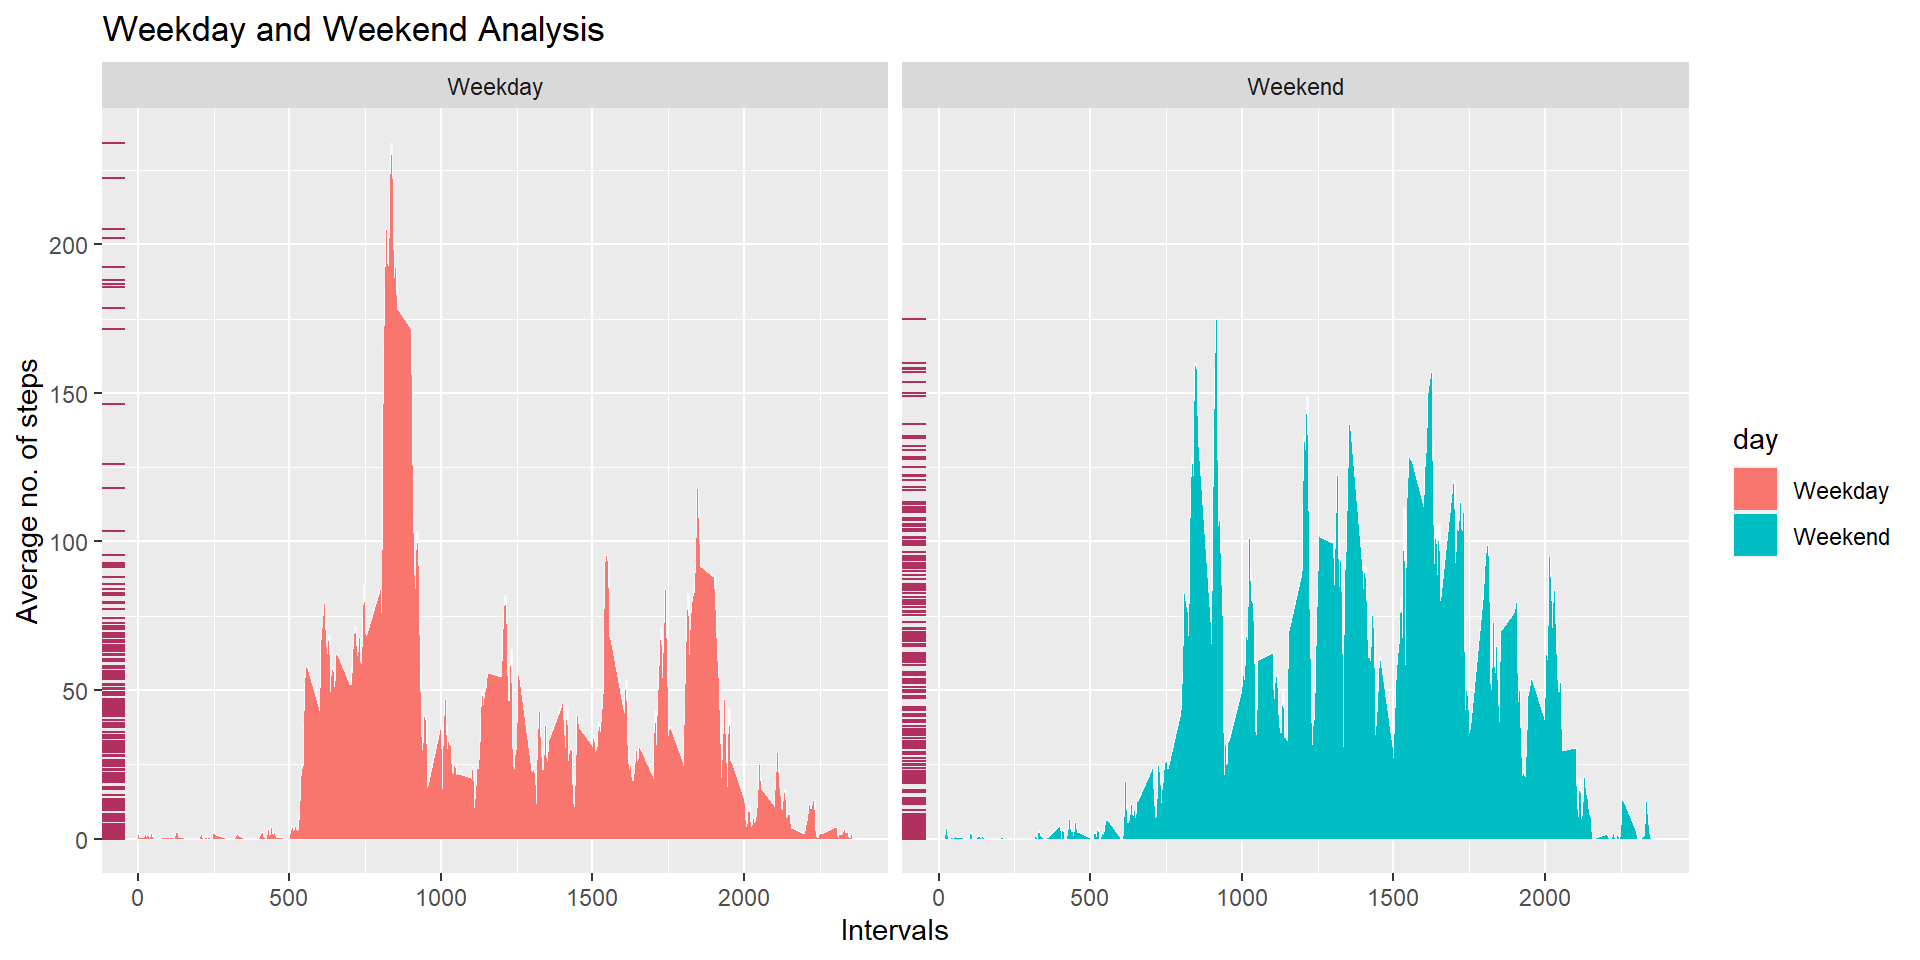 Weekday and Weekend Analysis
Weekday
Weekend
Average no. of steps
200
150
100
50
0
0 500 1000 1500 2000
0 500 1000 1500 2000
Intervals
day
Weekday
Weekend